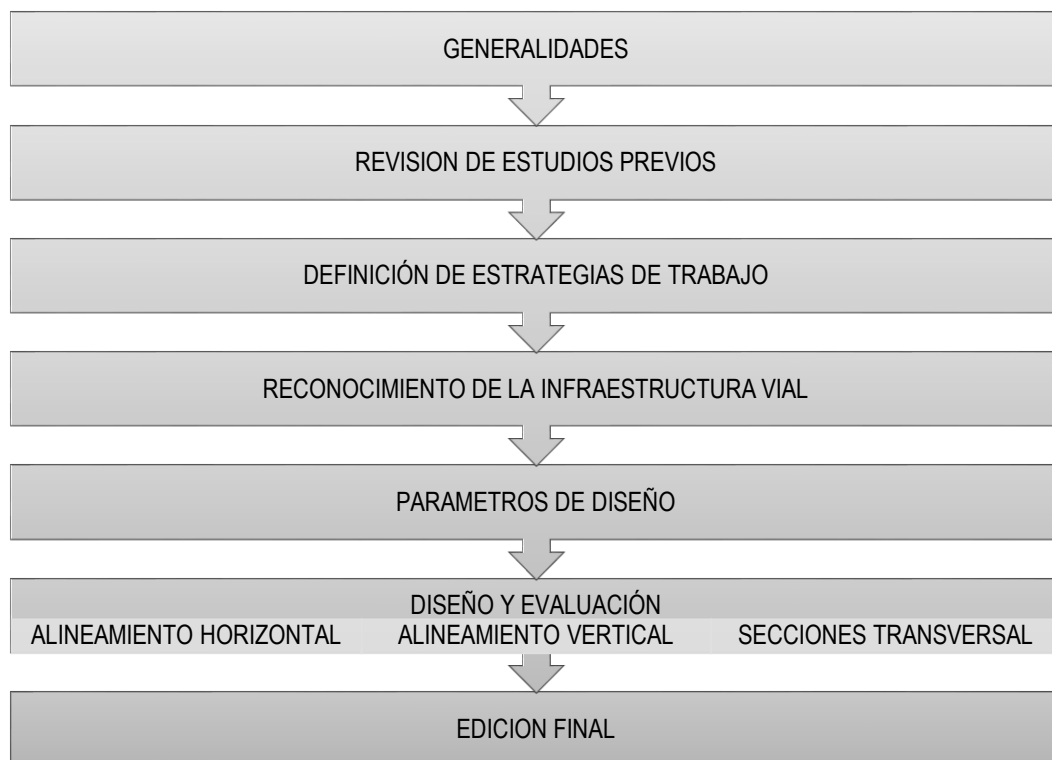 GENERALIDADES
REVISION DE ESTUDIOS PREVIOS
DEFINICIÓN DE ESTRATEGIAS DE TRABAJO
RECONOCIMIENTO DE LA INFRAESTRUCTURA VIAL
PARAMETROS DE DISEÑO
DISEÑO Y EVALUACIÓN
ALINEAMIENTO HORIZONTAL ALINEAMIENTO VERTICAL SECCIONES TRANSVERSAL
EDICION FINAL